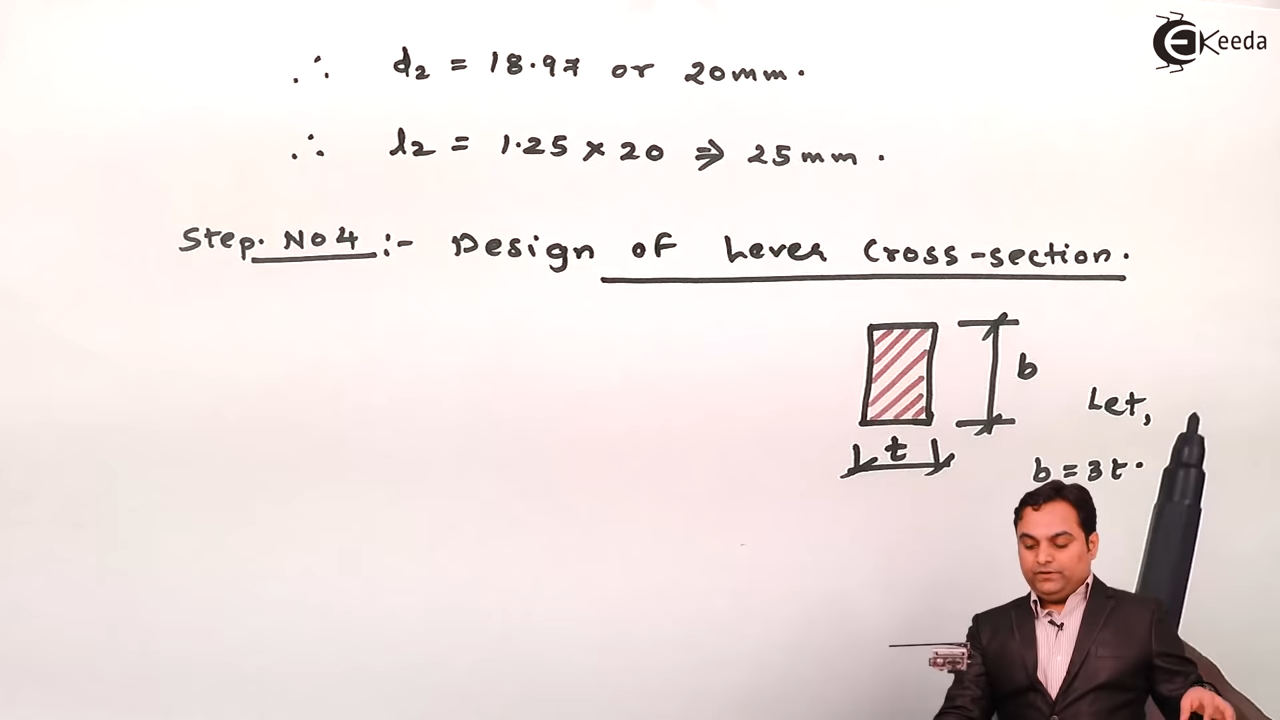 EKeeda
∴ d2 = 18.97 or 20mm.
∴ l2 = 1.25 × 20 ⇒ 25mm.
Step. No 4 :- Design of Lever Cross-section.
b
Let,
t
b = 3t.